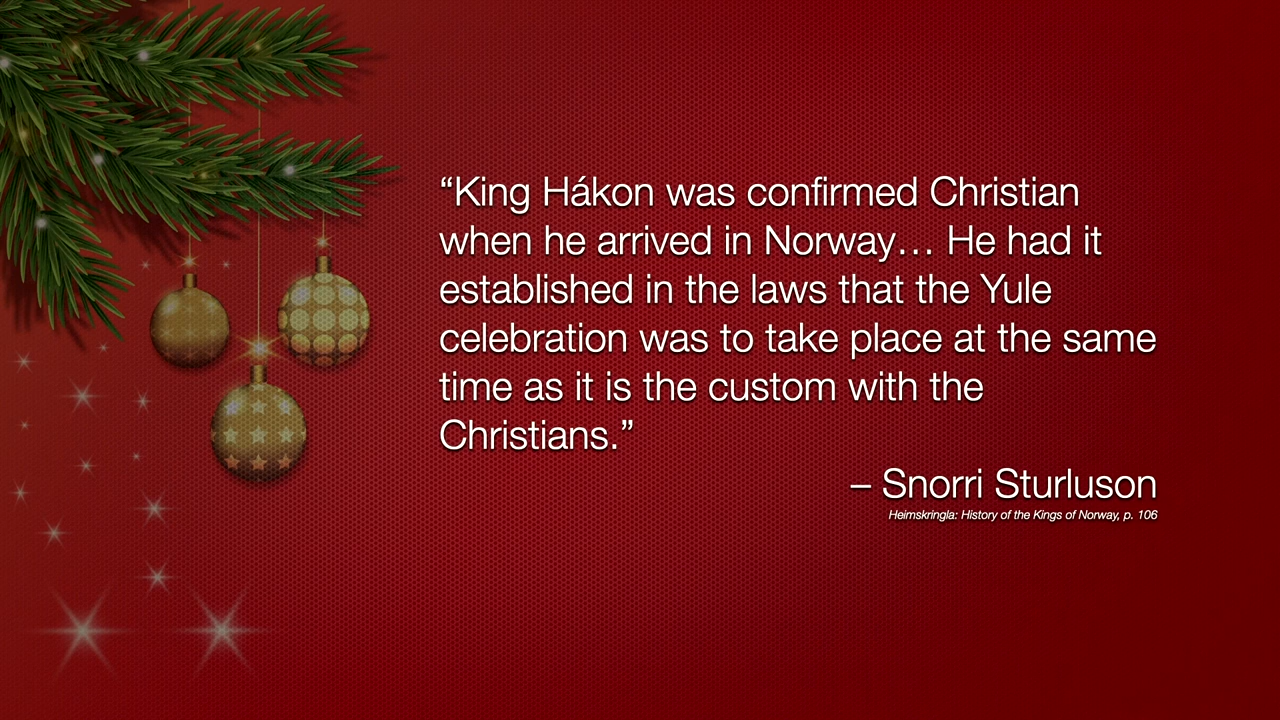 “King Hákon was confirmed Christian
when he arrived in Norway… He had it
established in the laws that the Yule
celebration was to take place at the same
time as it is the custom with the
Christians.”
– Snorri Sturluson
Heimskringla: History of the Kings of Norway, p. 106